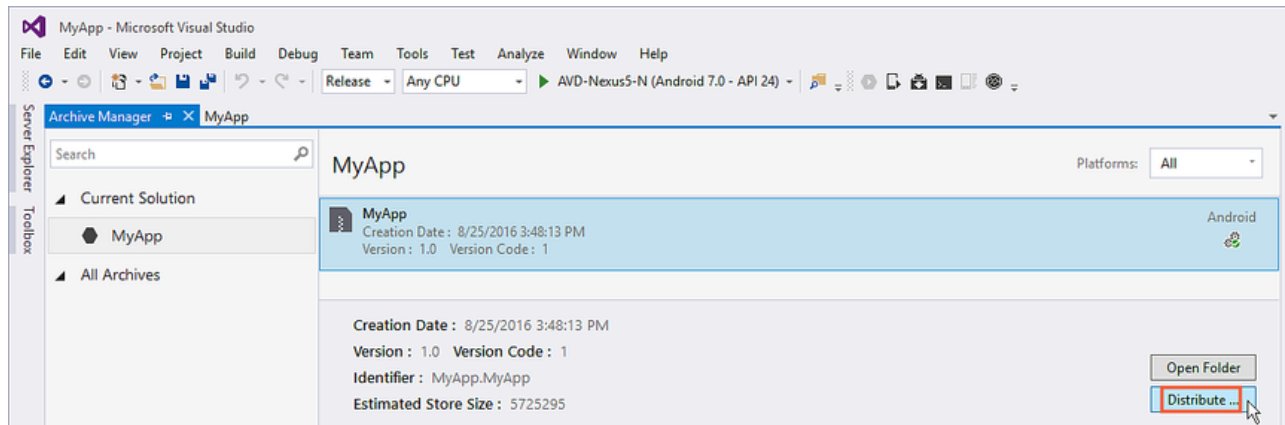 MyApp - Microsoft Visual Studio
File Edit View Project Build Debug Team Tools Test Analyze Window Help
Release Any CPU AVD-Nexus5-N (Android 7.0 - API 24)
Server Explorer
Toolbox
Archive Manager MyApp
Search
Current Solution
MyApp
All Archives
MyApp
Platforms: All
MyApp
Creation Date : 8/25/2016 3:48:13 PM
Version : 1.0 Version Code : 1
Android
Creation Date : 8/25/2016 3:48:13 PM
Version : 1.0 Version Code : 1
Identifier : MyApp.MyApp
Estimated Store Size : 5725295
Open Folder
Distribute ...